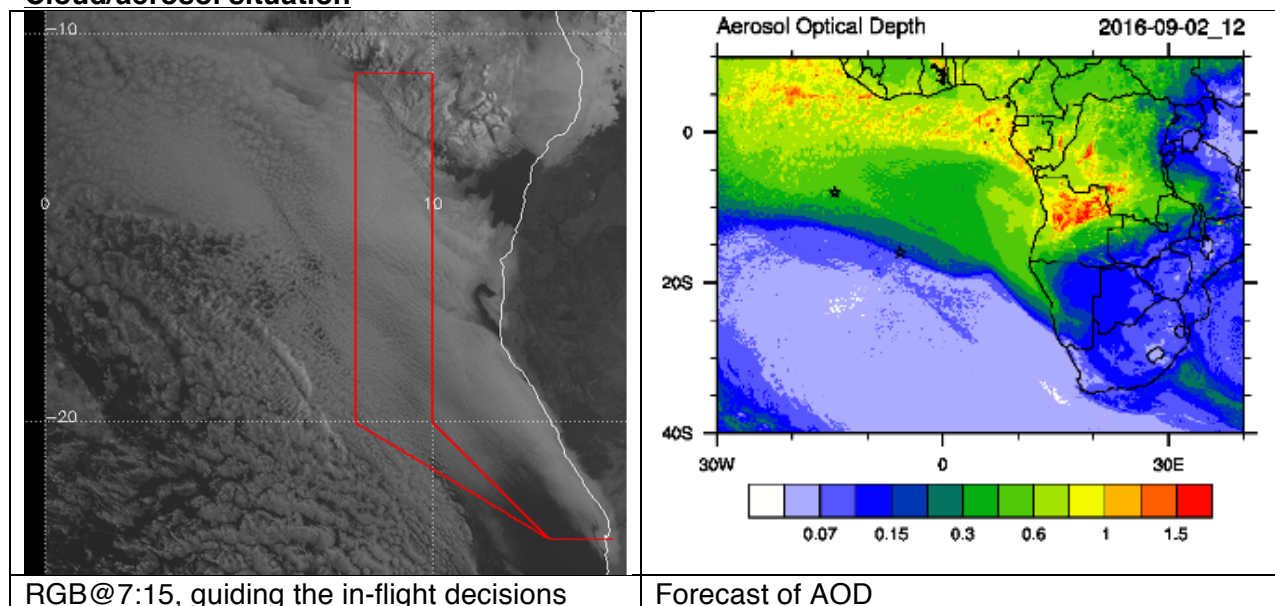 Cloud/aerosol situation
−10
0
10
−20
RGB@7:15, guiding the in-flight decisions
Aerosol Optical Depth 2016-09-02_12
0
20S
40S
30W 0 30E
0.07 0.15 0.3 0.6 1 1.5
Forecast of AOD